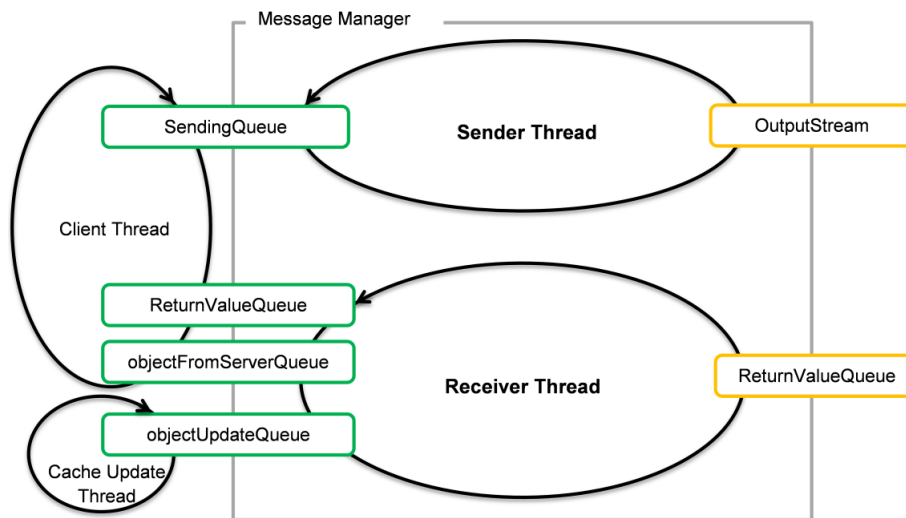 Message Manager
SendingQueue
Sender Thread
OutputStream
Client Thread
ReturnValueQueue
objectFromServerQueue
Receiver Thread
ReturnValueQueue
objectUpdateQueue
Cache Update
Thread